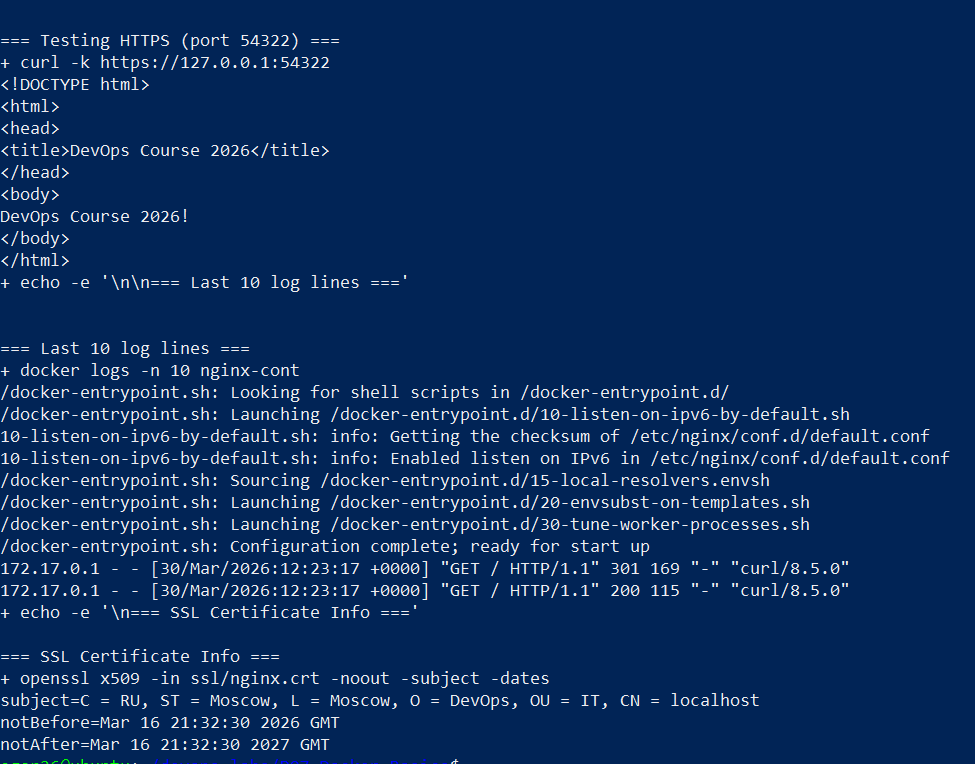 === Testing HTTPS (port 54322) ===
+ curl -k https://127.0.0.1:54322
<!DOCTYPE html>
<html>
<head>
<title>DevOps Course 2026</title>
</head>
<body>
DevOps Course 2026!
</body>
</html>
+ echo -e '\n\n=== Last 10 log lines ==='
=== Last 10 log lines ===
+ docker logs -n 10 nginx-cont
/docker-entrypoint.sh: Looking for shell scripts in /docker-entrypoint.d/
/docker-entrypoint.sh: Launching /docker-entrypoint.d/10-listen-on-ipv6-by-default.sh
10-listen-on-ipv6-by-default.sh: info: Getting the checksum of /etc/nginx/conf.d/default.conf
10-listen-on-ipv6-by-default.sh: info: Enabled listen on IPv6 in /etc/nginx/conf.d/default.conf
/docker-entrypoint.sh: Sourcing /docker-entrypoint.d/15-local-resolvers.envsh
/docker-entrypoint.sh: Launching /docker-entrypoint.d/20-envsubst-on-templates.sh
/docker-entrypoint.sh: Launching /docker-entrypoint.d/30-tune-worker-processes.sh
/docker-entrypoint.sh: Configuration complete; ready for start up
172.17.0.1 - - [30/Mar/2026:12:23:17 +0000] "GET / HTTP/1.1" 301 169 "-" "curl/8.5.0"
172.17.0.1 - - [30/Mar/2026:12:23:17 +0000] "GET / HTTP/1.1" 200 115 "-" "curl/8.5.0"
+ echo -e '\n=== SSL Certificate Info ==='
=== SSL Certificate Info ===
+ openssl x509 -in ssl/nginx.crt -noout -subject -dates
subject=C = RU, ST = Moscow, L = Moscow, O = DevOps, OU = IT, CN = localhost
notBefore=Mar 16 21:32:30 2026 GMT
notAfter=Mar 16 21:32:30 2027 GMT